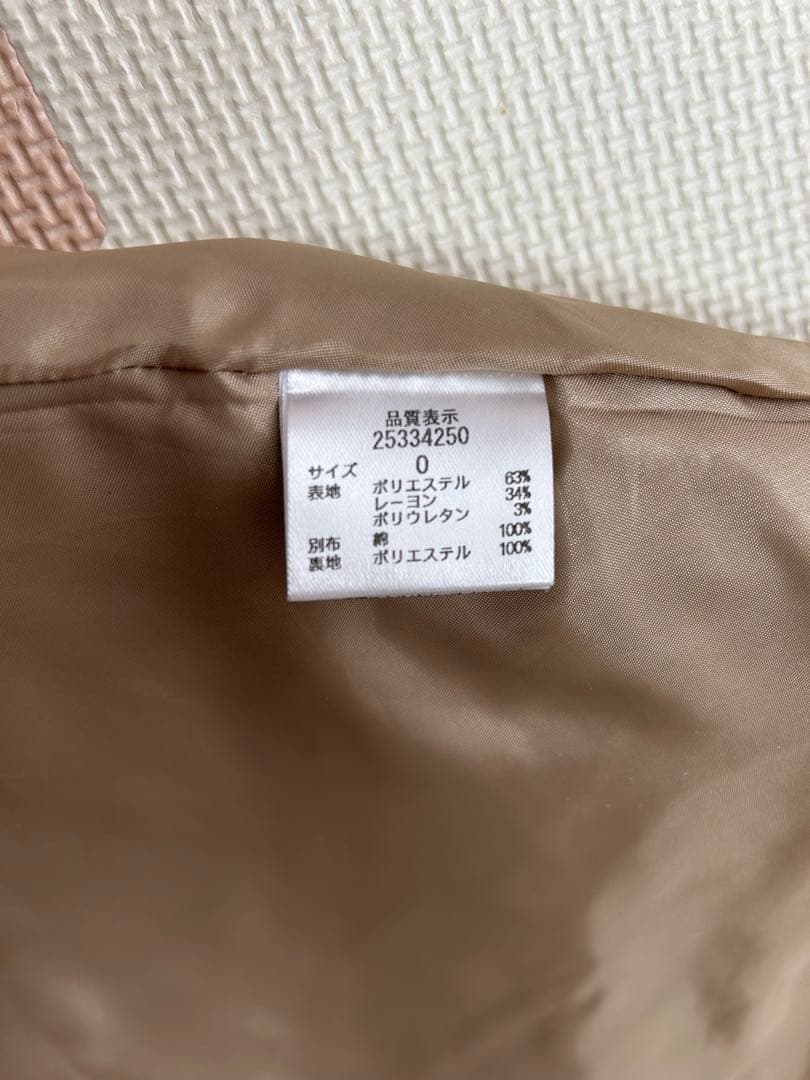 品質表示
25334250
サイズ 0
表地 ポリエステル 63%
レーヨン 34%
ポリウレタン 3%
別布 綿 100%
裏地 ポリエステル 100%